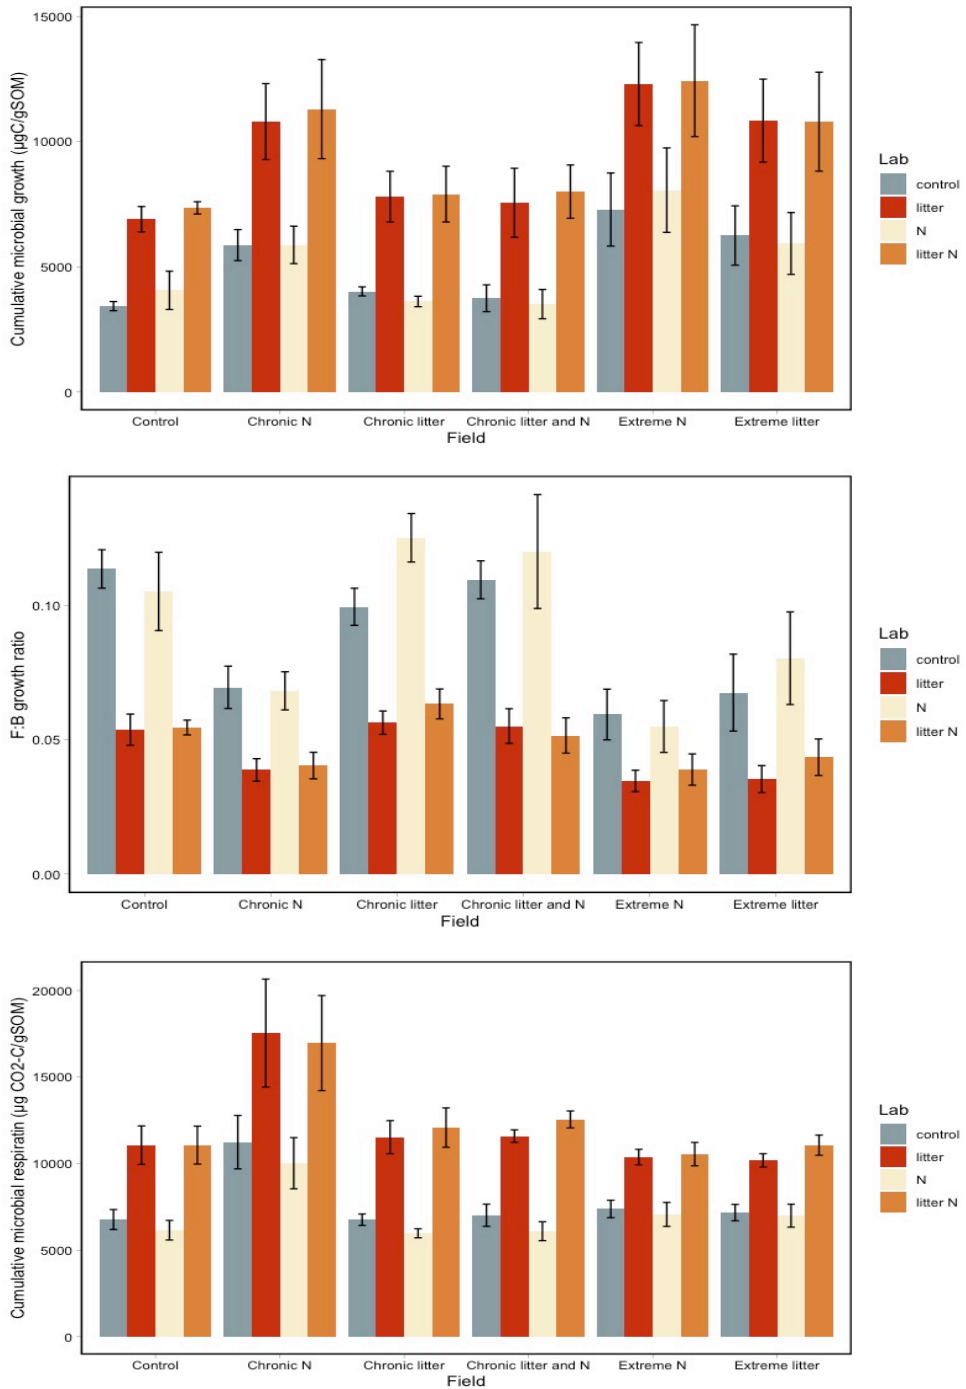 Cumulative microbial growth (µgC/gSOM)
15000
10000
5000
0
Control Chronic N Chronic litter Chronic litter and N Extreme N Extreme litter
Field
Lab
control
litter
N
litter N
F:B growth ratio
0.10
0.05
0.00
Control Chronic N Chronic litter Chronic litter and N Extreme N Extreme litter
Field
Lab
control
litter
N
litter N
Cumulative microbial respiratin (µg CO2-C/gSOM)
20000
15000
10000
5000
0
Control Chronic N Chronic litter Chronic litter and N Extreme N Extreme litter
Field
Lab
control
litter
N
litter N